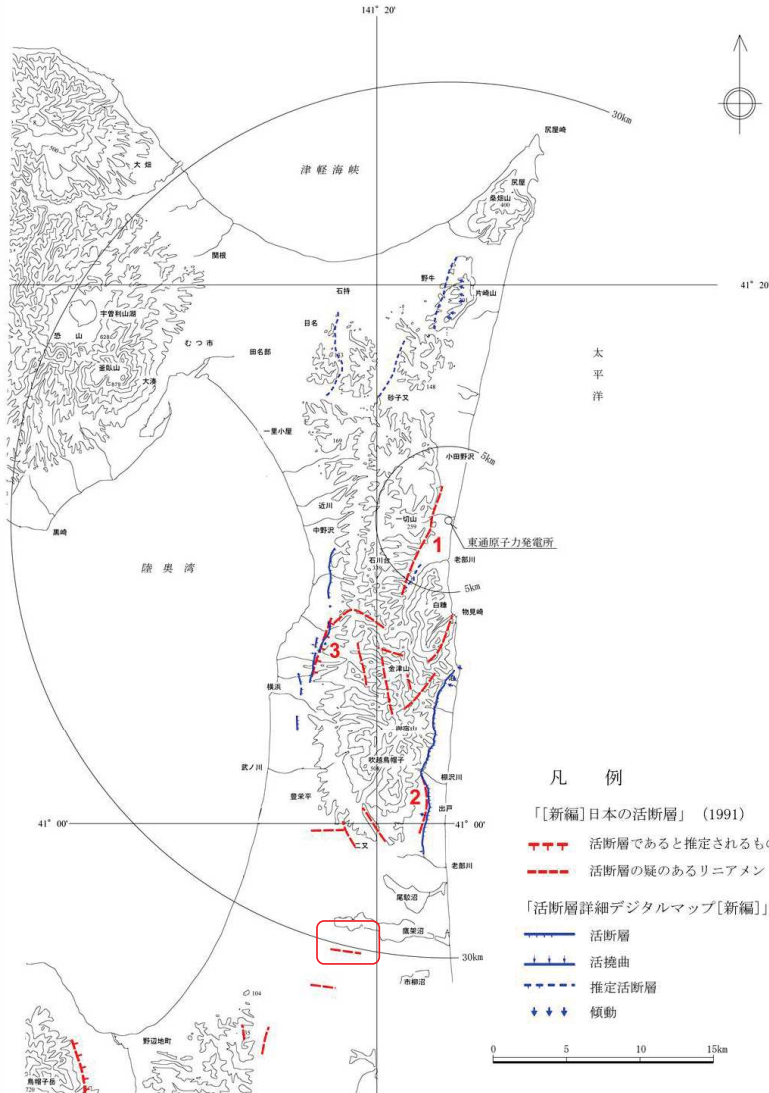 141° 20'
30km
尻屋崎
大畑
津軽海峡
尻屋
桑畑山
400
関根
野牛
41° 20'
石持
片崎山
宇曽利山湖
目名
恐山
むつ市
田名部
釜臥山
879
大湊
太平洋
148
砂子又
一里小屋
169
小田野沢
5km
近川
一切山
259
黒崎
中野沢
1
東通原子力発電所
陸奥湾
石川台
老部川
5km
白糠
物見崎
3
金津山
横浜
吹越烏帽子
武ノ川
棚沢川
凡例
豊栄平
2
出戸
「[新編]日本の活断層」 (1991)
41° 00'
41° 00'
活断層であると推定されるもの
二又
老部川
活断層の疑のあるリニアメン
尾駮沼
「活断層詳細デジタルマップ[新編]」
鷹架沼
活断層
30km
活撓曲
市柳沼
推定活断層
104
傾動
野辺地町
0 5 10 15km
烏帽子岳
720